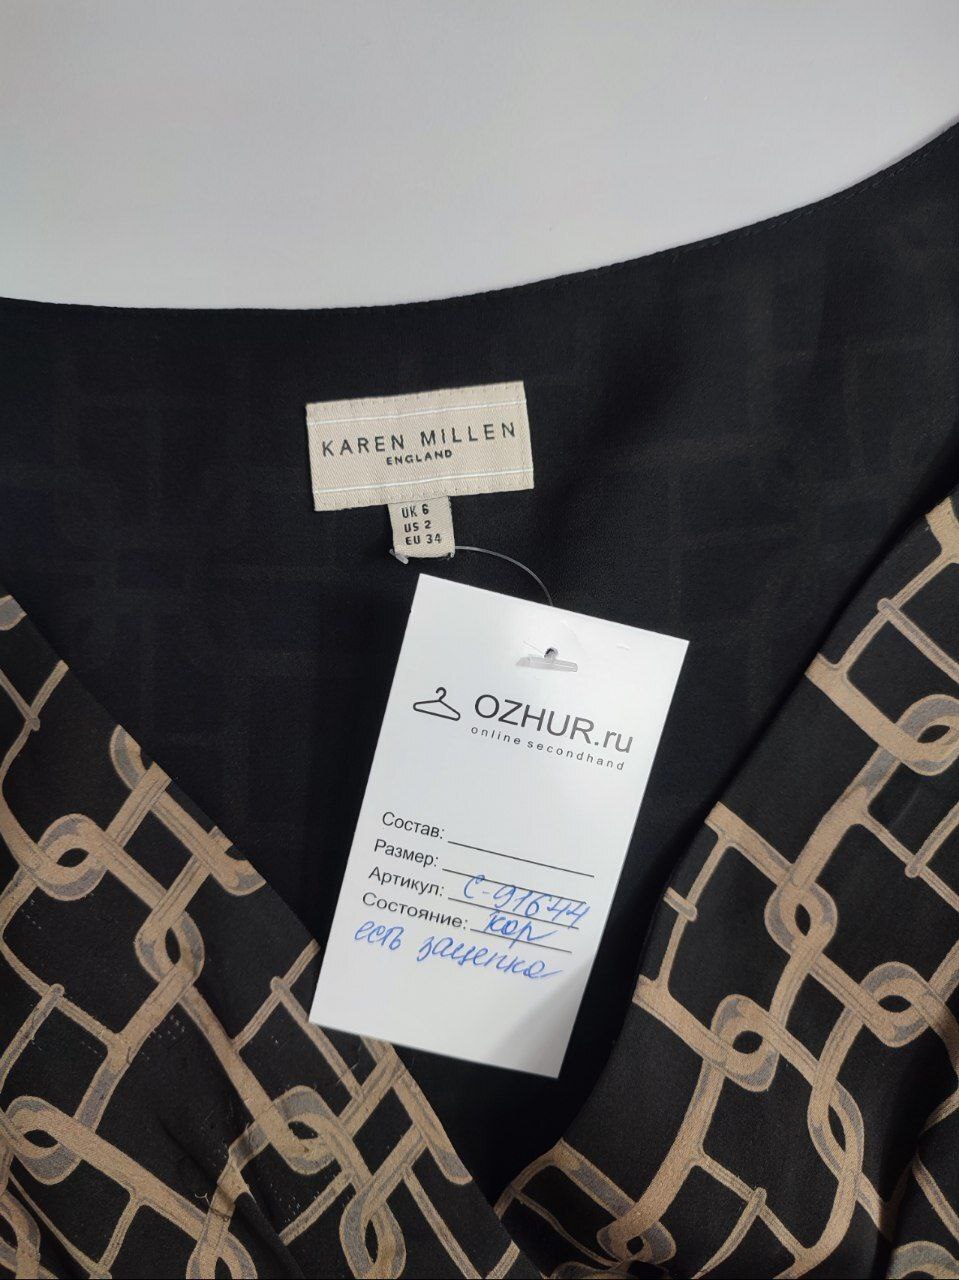 KAREN MILLEN
ENGLAND
UK 6
US 2
EU 34
OZHUR.ru
online secondhand
Состав:
Размер:
Артикул: С-91644
Состояние: хор
есть зацепка